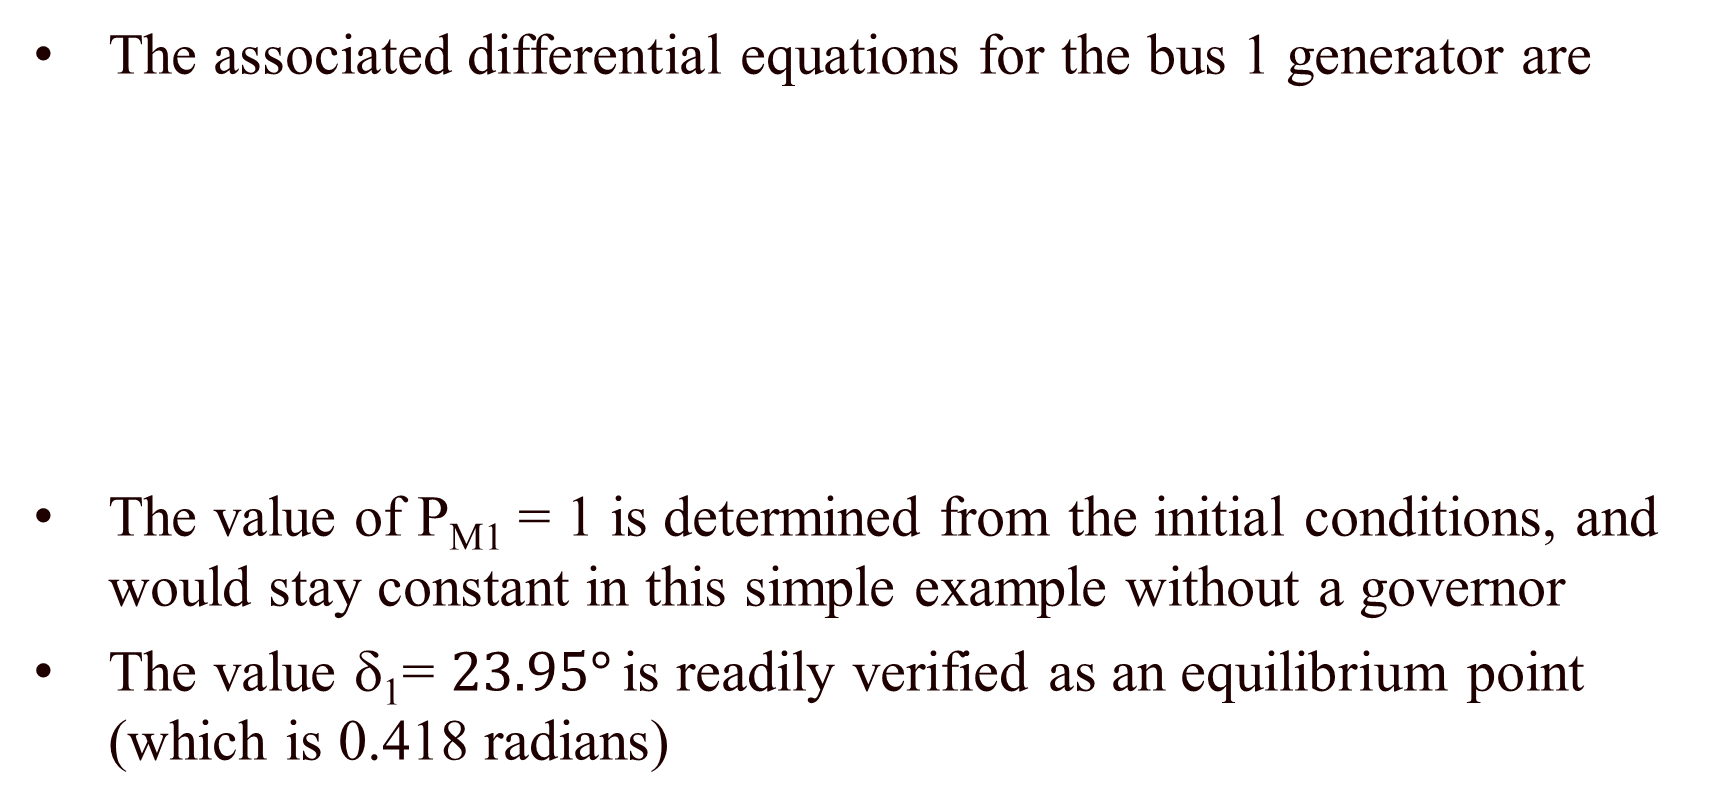 • The associated differential equations for the bus 1 generator are
• The value of P_M1 = 1 is determined from the initial conditions, and
would stay constant in this simple example without a governor
• The value δ₁= 23.95° is readily verified as an equilibrium point
(which is 0.418 radians)